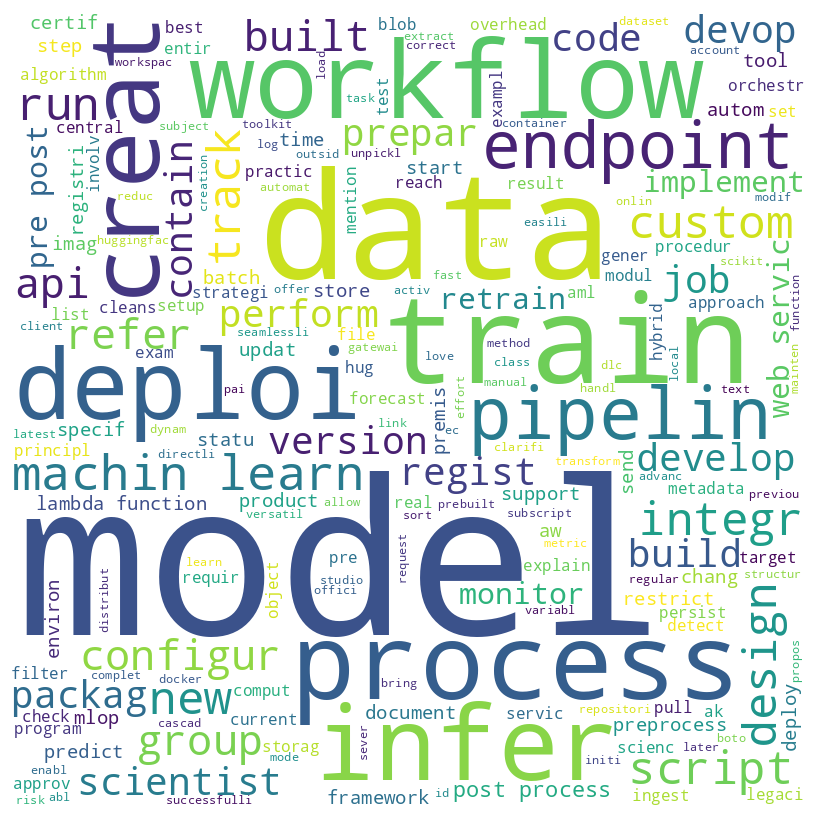 certif
best
blob
overhead
dataset
step
creat
built
extract
code
devop
entir
correct
account
algorithm
workspac
workflow
load
tool
run
task
test
exampl
orchestr
central
subject
toolkit
prepar
container
autom
set
pre post
involv
contain
track
log
time
outsid
unpickl
endpoint
registri
practic
start
mention
reach
result
implement
reduc
creation
automat
data
onlin
modif
imag
huggingfac
raw
easili
custom
api
batch
gener
procedur
scikit
cleans
strategi
store
offer
activ
fast
modul
job
approach
web servic
function
list
setup
perform
retrain
aml
hybrid
client
refer
seamlessli
file
train
exam
updat
gatewai
method
local
mainten
deploi
hug
love
class
dlc
pai
forecast
manual
handl
text
premis
effort
link
ec
pipelin
latest
specif
dynam
statu
version
principl
directli
clarifi
send
develop
machin learn
regist
transform
advanc
previou
lambda function
product
support
metadata
versatil
allow
real
sort
prebuilt
subscript
integr
model
aw
metric
learn
pre
request
explain
build
target
requir
studio
offici
object
monitor
regular
chang
structur
environ
distribut
variabl
restrict
persist
configur
process
detect
design
propos
filter
complet
docker
bring
packag
new
comput
repositori
pull
deploy
check
mlop
cascad
current
document
servic
ak
program
group
preprocess
boto
infer
predict
storag
sever
scienc
later
enabl
mode
initi
approv
scientist
script
risk
abl
successfulli
framework
id
post process
ingest
legaci